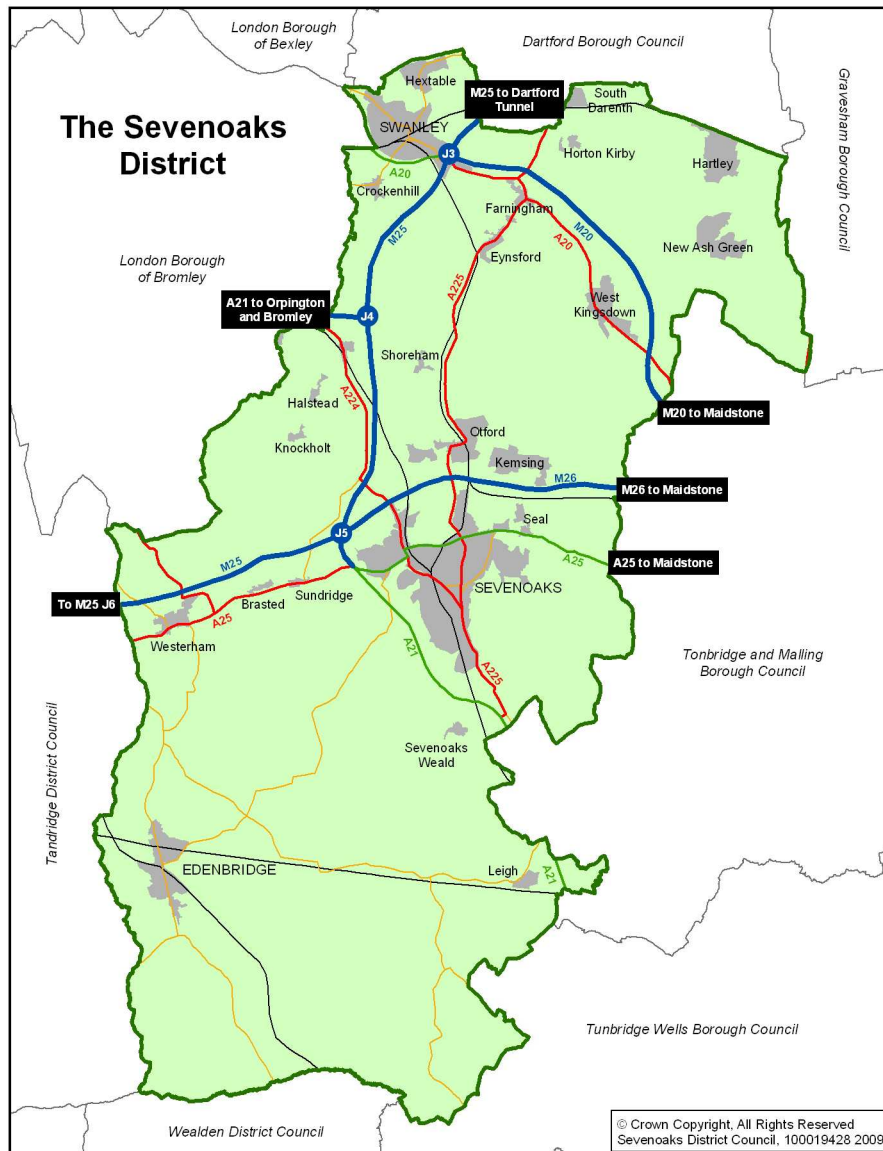 London Borough
of Bexley
Dartford Borough Council
Gravesham Borough Council
The Sevenoaks
District
Hextable
M25 to Dartford
Tunnel
South
Darenth
SWANLEY
J3
Horton Kirby
Hartley
A20
Crockenhill
Farningham
M25
M20
A20
New Ash Green
Eynsford
London Borough
of Bromley
A225
A21 to Orpington
and Bromley
J4
West
Kingsdown
Shoreham
Halstead
A224
M20 to Maidstone
Knockholt
Otford
Kemsing
M26
M26 to Maidstone
Seal
J5
M25
A25
A25 to Maidstone
SEVENOAKS
To M25 J6
Brasted
Sundridge
A25
Westerham
A21
A225
Tonbridge and Malling
Borough Council
Sevenoaks
Weald
Tandridge District Council
EDENBRIDGE
Leigh
A21
Tunbridge Wells Borough Council
Wealden District Council
© Crown Copyright, All Rights Reserved
Sevenoaks District Council, 100019428 2009